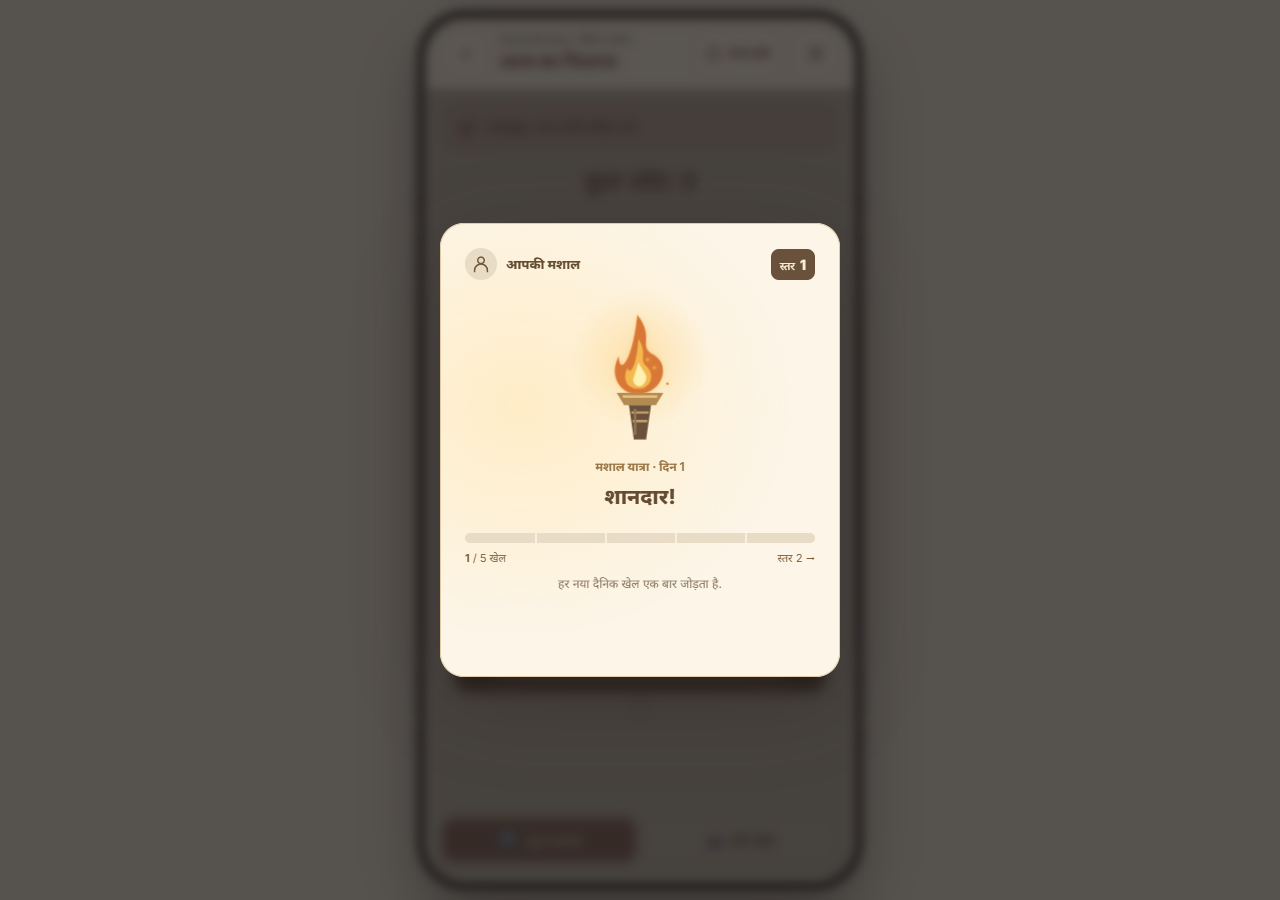 आपकी मशाल
स्तर 1
मशाल यात्रा · दिन 1
शानदार!
1 / 5 खेल
स्तर 2 →
हर नया दैनिक खेल एक बार जोड़ता है.